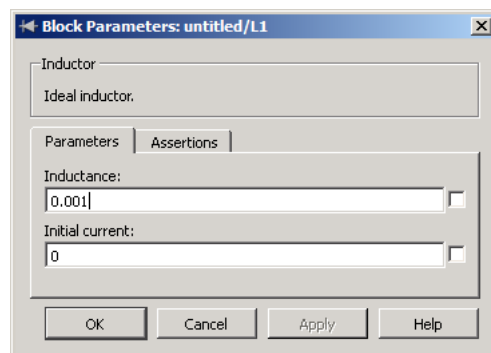 Block Parameters: untitled/L1
Inductor
Ideal inductor.
Parameters Assertions
Inductance:
0.001
Initial current:
0
OK Cancel Apply Help